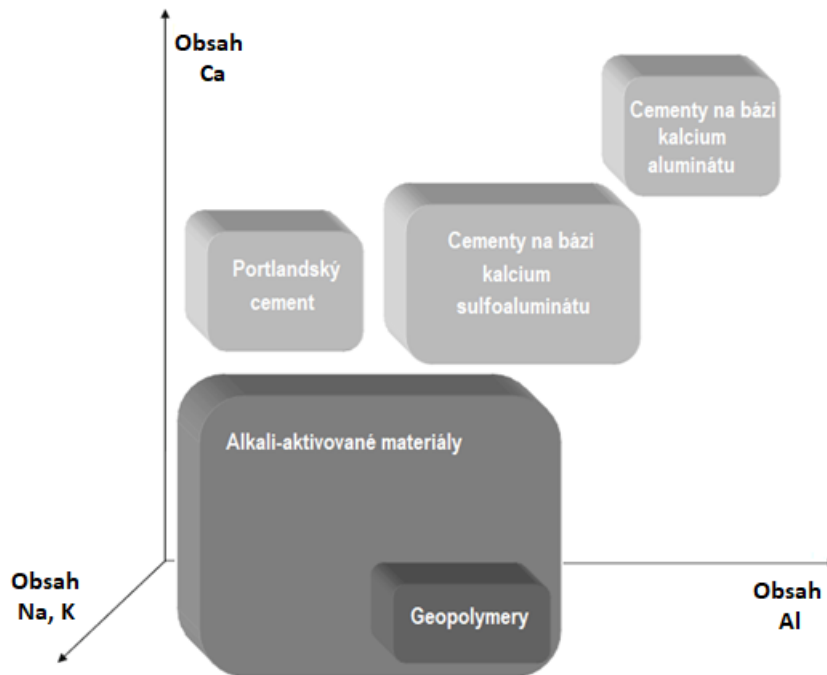 Obsah
Ca
Cementy na bázi
kalcium
aluminátu
Portlandský
cement
Cementy na bázi
kalcium
sulfoaluminátu
Alkali-aktivované materiály
Geopolymery
Obsah
Na, K
Obsah
Al